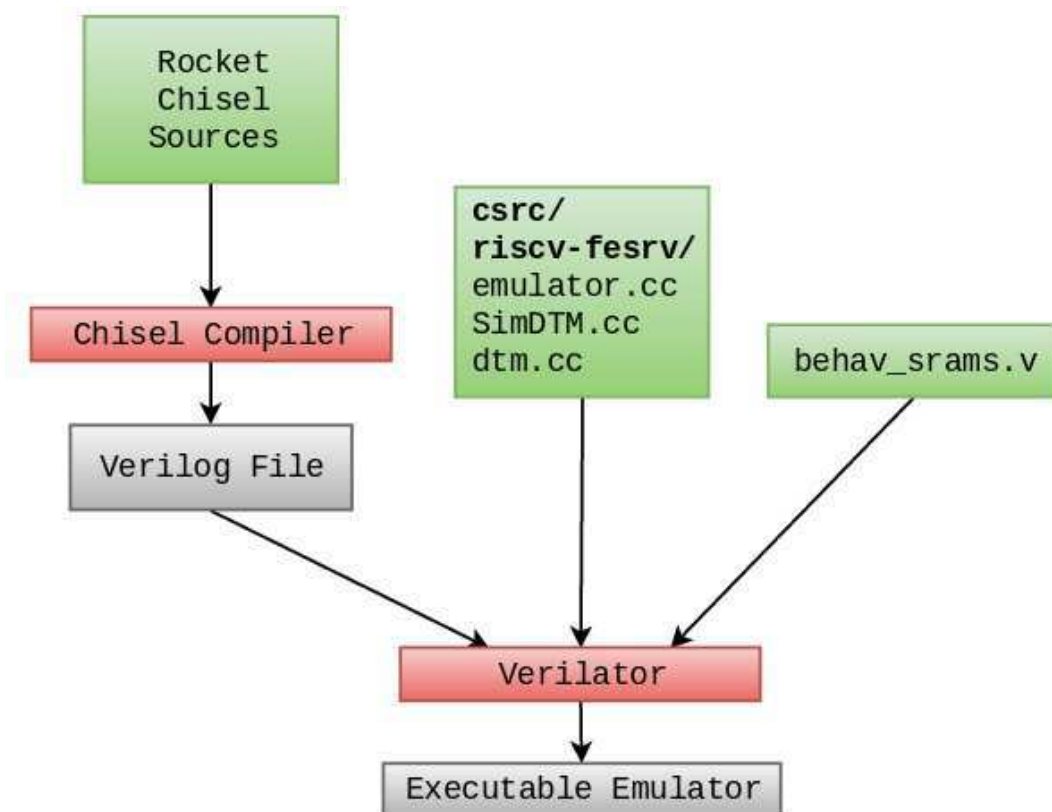 Rocket
Chisel
Sources
csrc/
riscv-fesrv/
emulator.cc
SimDTM.cc
dtm.cc
Chisel Compiler
behav_srams.v
Verilog File
Verilator
Executable Emulator